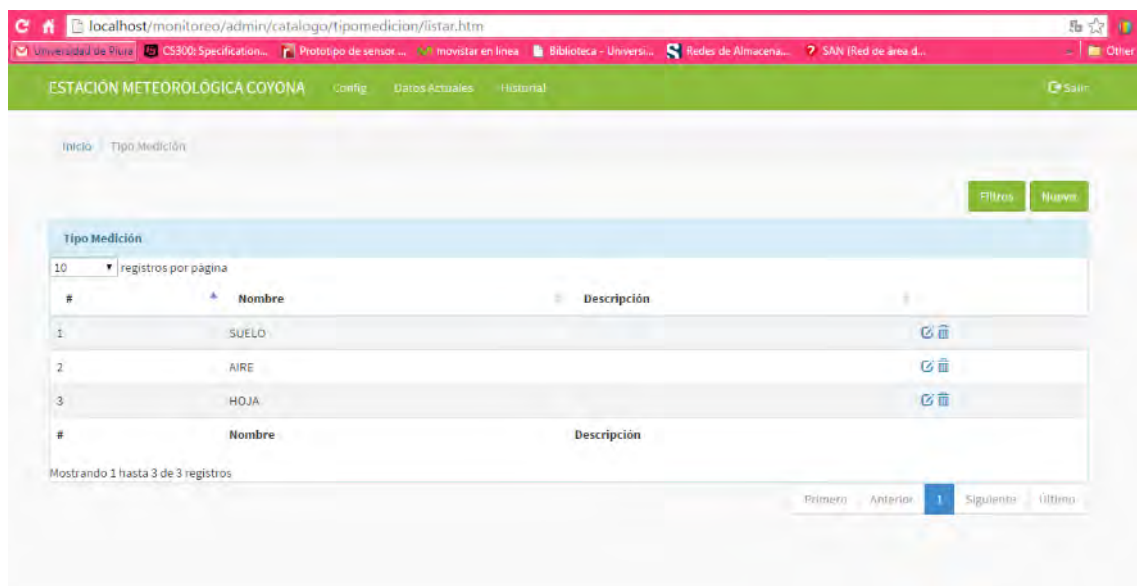 localhost/monitoreo/admin/catalogo/tipomedicion/listar.htm
Universidad de Piura CS300: Specification... Prototipo de sensor ... movistar en linea Biblioteca - Universi... Redes de Almacena... ? SAN (Red de área d... Other
ESTACIÓN METEOROLÓGICA COYONA Config Datos Actuales Historial Salir
Inicio Tipo Medición
Filtros Nuevo
Tipo Medición
10 registros por página
# Nombre Descripción
1 SUELO
2 AIRE
3 HOJA
# Nombre Descripción
Mostrando 1 hasta 3 de 3 registros
Primero Anterior 1 Siguiente Último